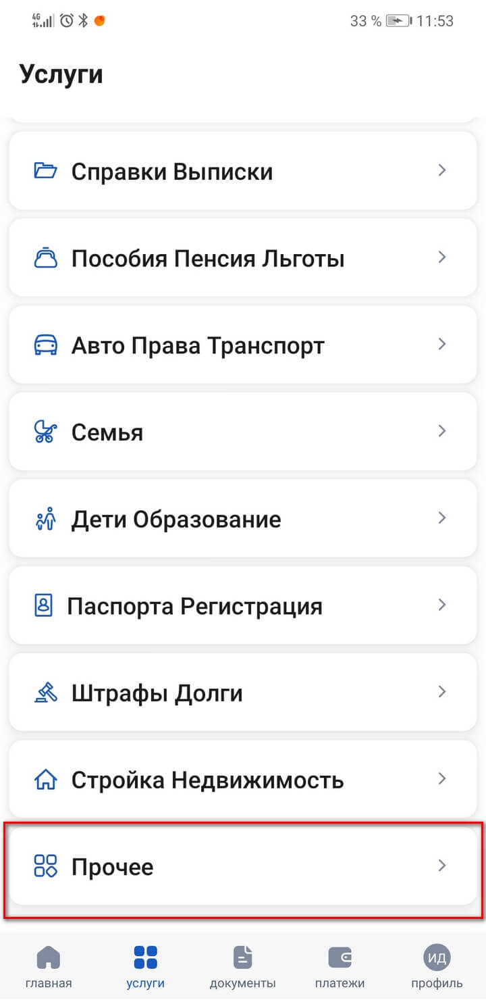 4G 33 % 11:53
Услуги
Справки Выписки
Пособия Пенсия Льготы
Авто Права Транспорт
Семья
Дети Образование
Паспорта Регистрация
Штрафы Долги
Стройка Недвижимость
Прочее
ИД
главная услуги документы платежи профиль